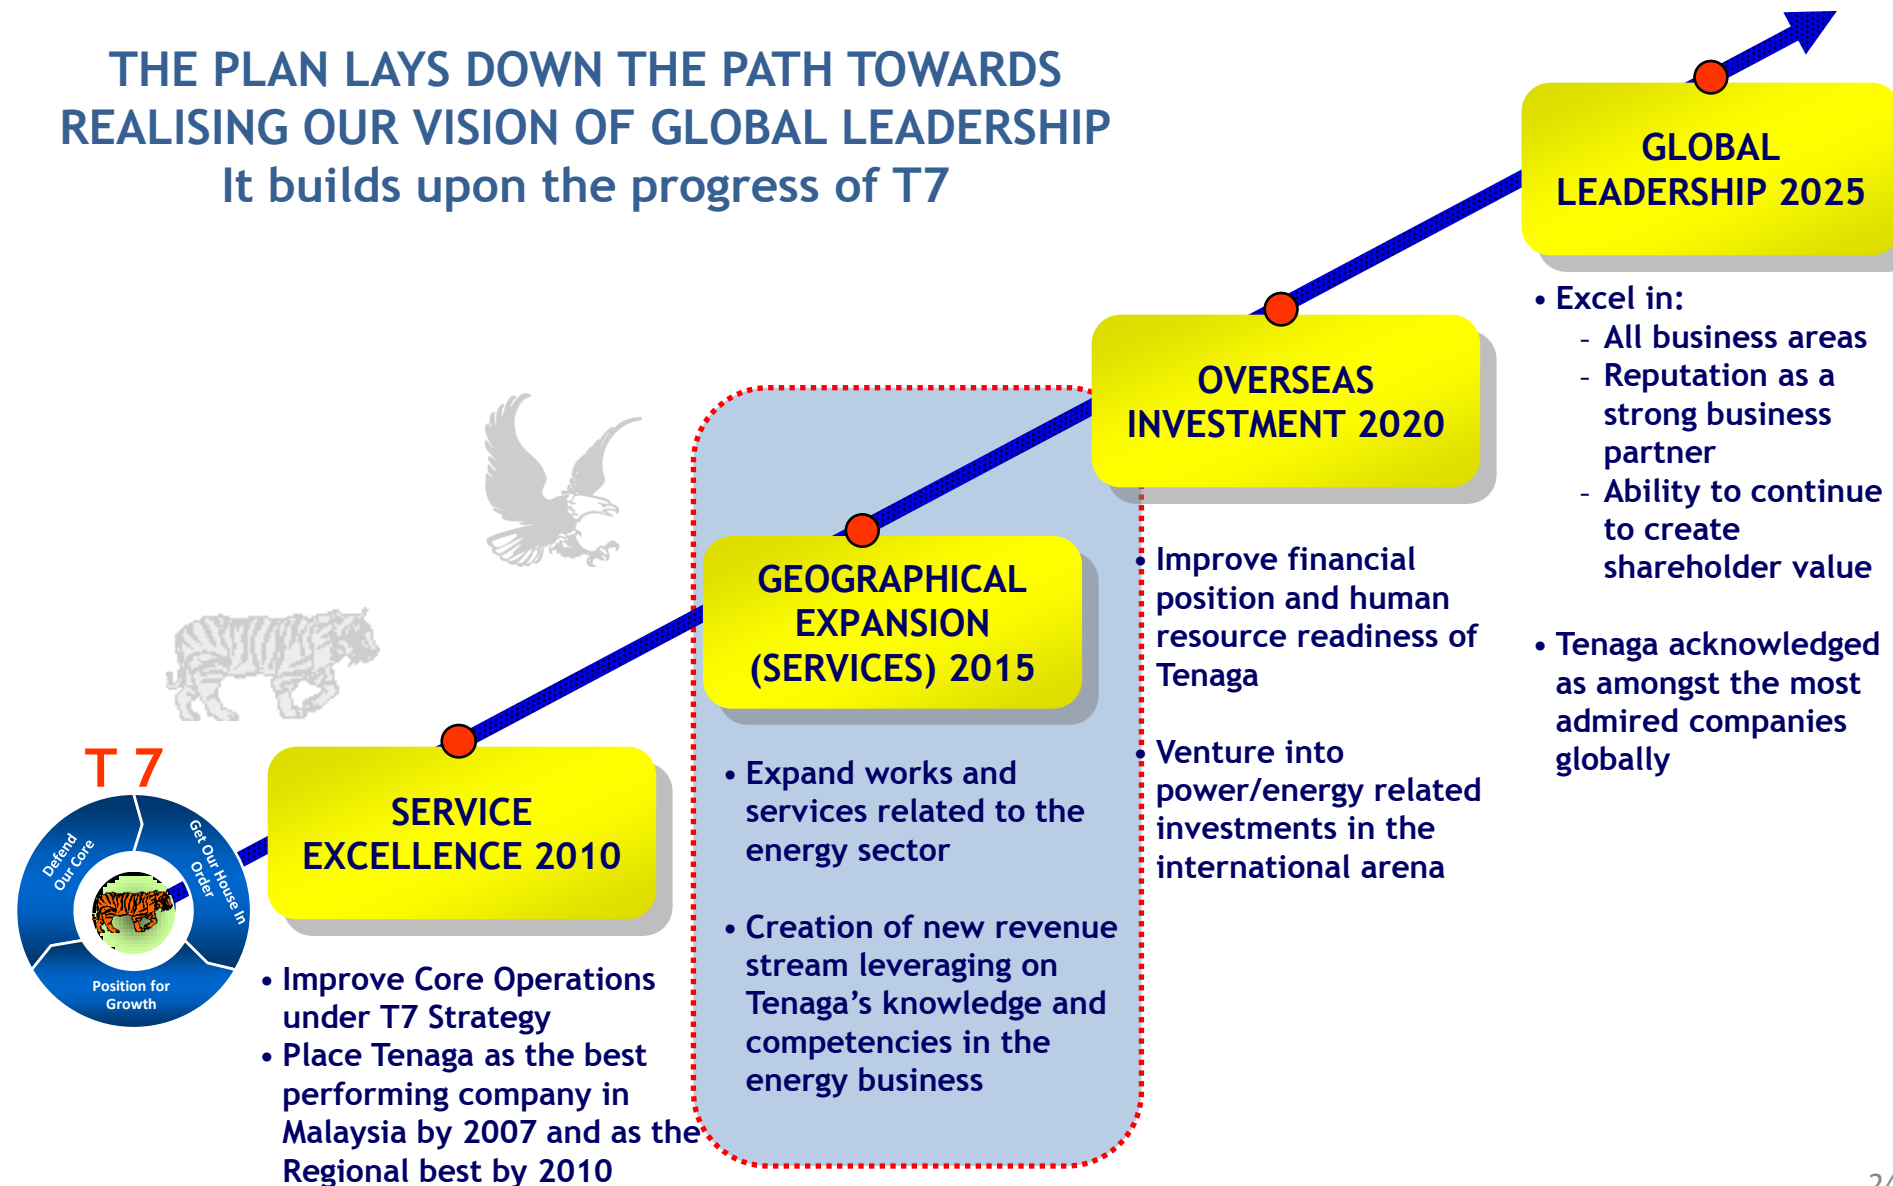 THE PLAN LAYS DOWN THE PATH TOWARDS
REALISING OUR VISION OF GLOBAL LEADERSHIP
It builds upon the progress of T7
T 7
Defend
Our Core
Get Our House In
Order
Position for
Growth
SERVICE
EXCELLENCE 2010
• Improve Core Operations
under T7 Strategy
• Place Tenaga as the best
performing company in
Malaysia by 2007 and as the
Regional best by 2010
GEOGRAPHICAL
EXPANSION
(SERVICES) 2015
• Expand works and
services related to the
energy sector
• Creation of new revenue
stream leveraging on
Tenaga’s knowledge and
competencies in the
energy business
OVERSEAS
INVESTMENT 2020
• Improve financial
position and human
resource readiness of
Tenaga
• Venture into
power/energy related
investments in the
international arena
GLOBAL
LEADERSHIP 2025
• Excel in:
- All business areas
- Reputation as a
strong business
partner
- Ability to continue
to create
shareholder value
• Tenaga acknowledged
as amongst the most
admired companies
globally